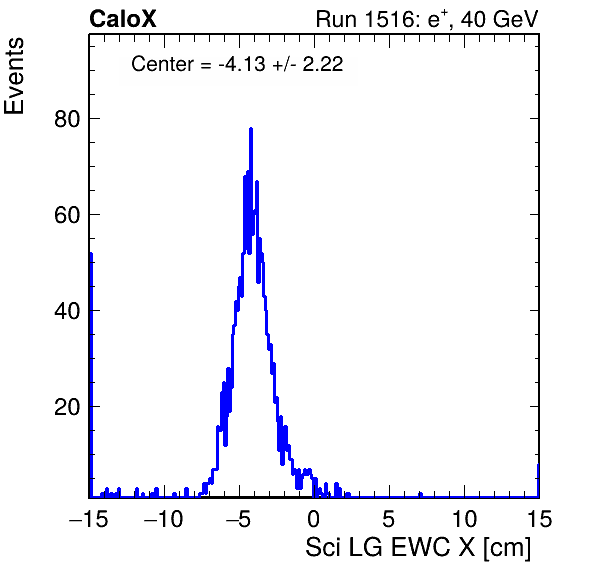 CaloX Run 1516: e+, 40 GeV
Events
Center = -4.13 +/- 2.22
80
60
40
20
−15 −10 −5 0 5 10 15
Sci LG EWC X [cm]